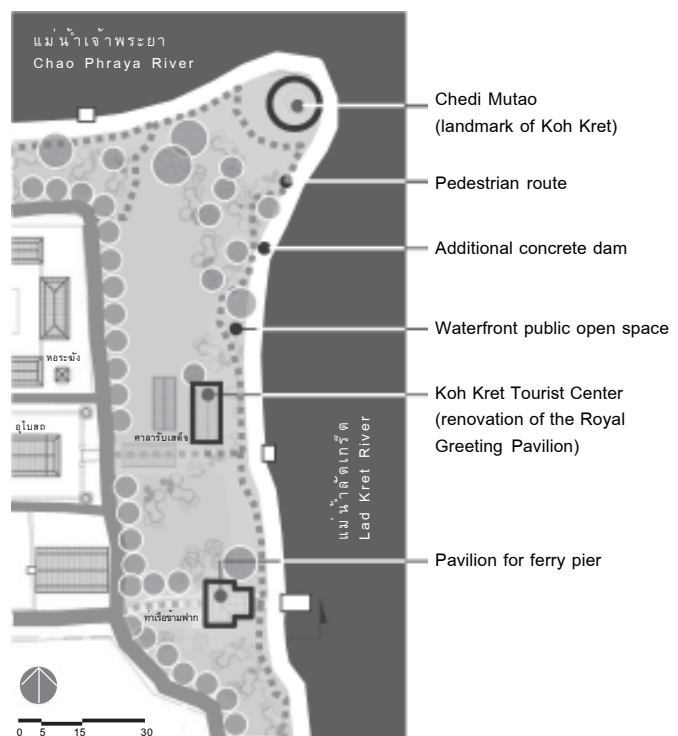 แม่น้ำเจ้าพระยา
Chao Phraya River
Chedi Mutao
(landmark of Koh Kret)
Pedestrian route
Additional concrete dam
Waterfront public open space
หอระฆัง
Koh Kret Tourist Center
(renovation of the Royal
Greeting Pavilion)
อุโบสถ
ศาลารับเสด็จ
แม่น้ำลัดเกร็ด
Lad Kret River
Pavilion for ferry pier
ท่าเรือข้ามฟาก
0 5 15 30